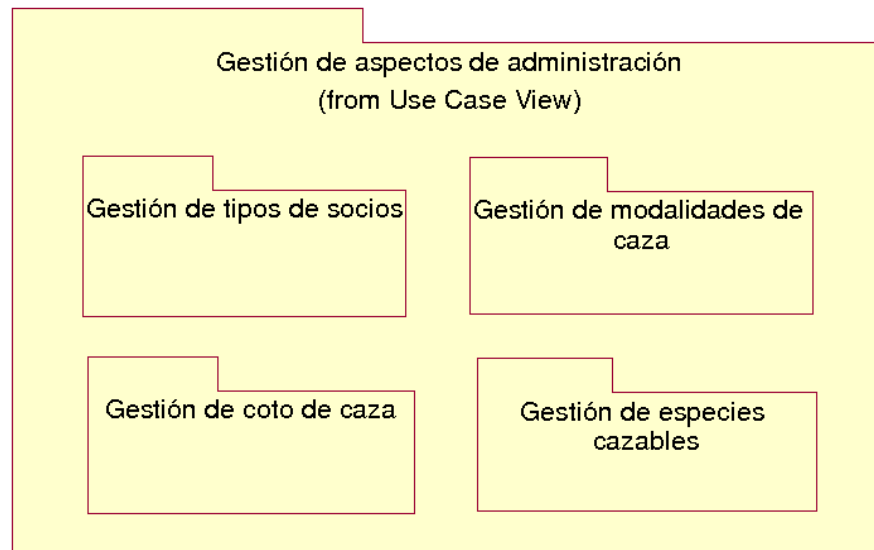 Gestión de aspectos de administración
(from Use Case View)
Gestión de tipos de socios
Gestión de modalidades de
caza
Gestión de coto de caza
Gestión de especies
cazables